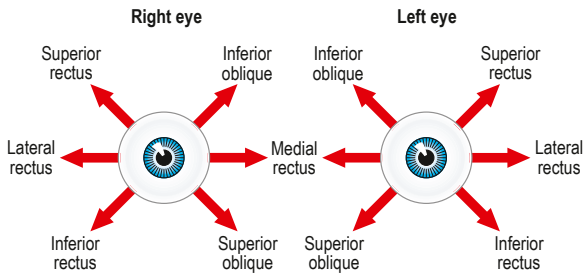 Right eye
Left eye
Superior
rectus
Inferior
oblique
Inferior
oblique
Superior
rectus
Lateral
rectus
Medial
rectus
Lateral
rectus
Inferior
rectus
Superior
oblique
Superior
oblique
Inferior
rectus